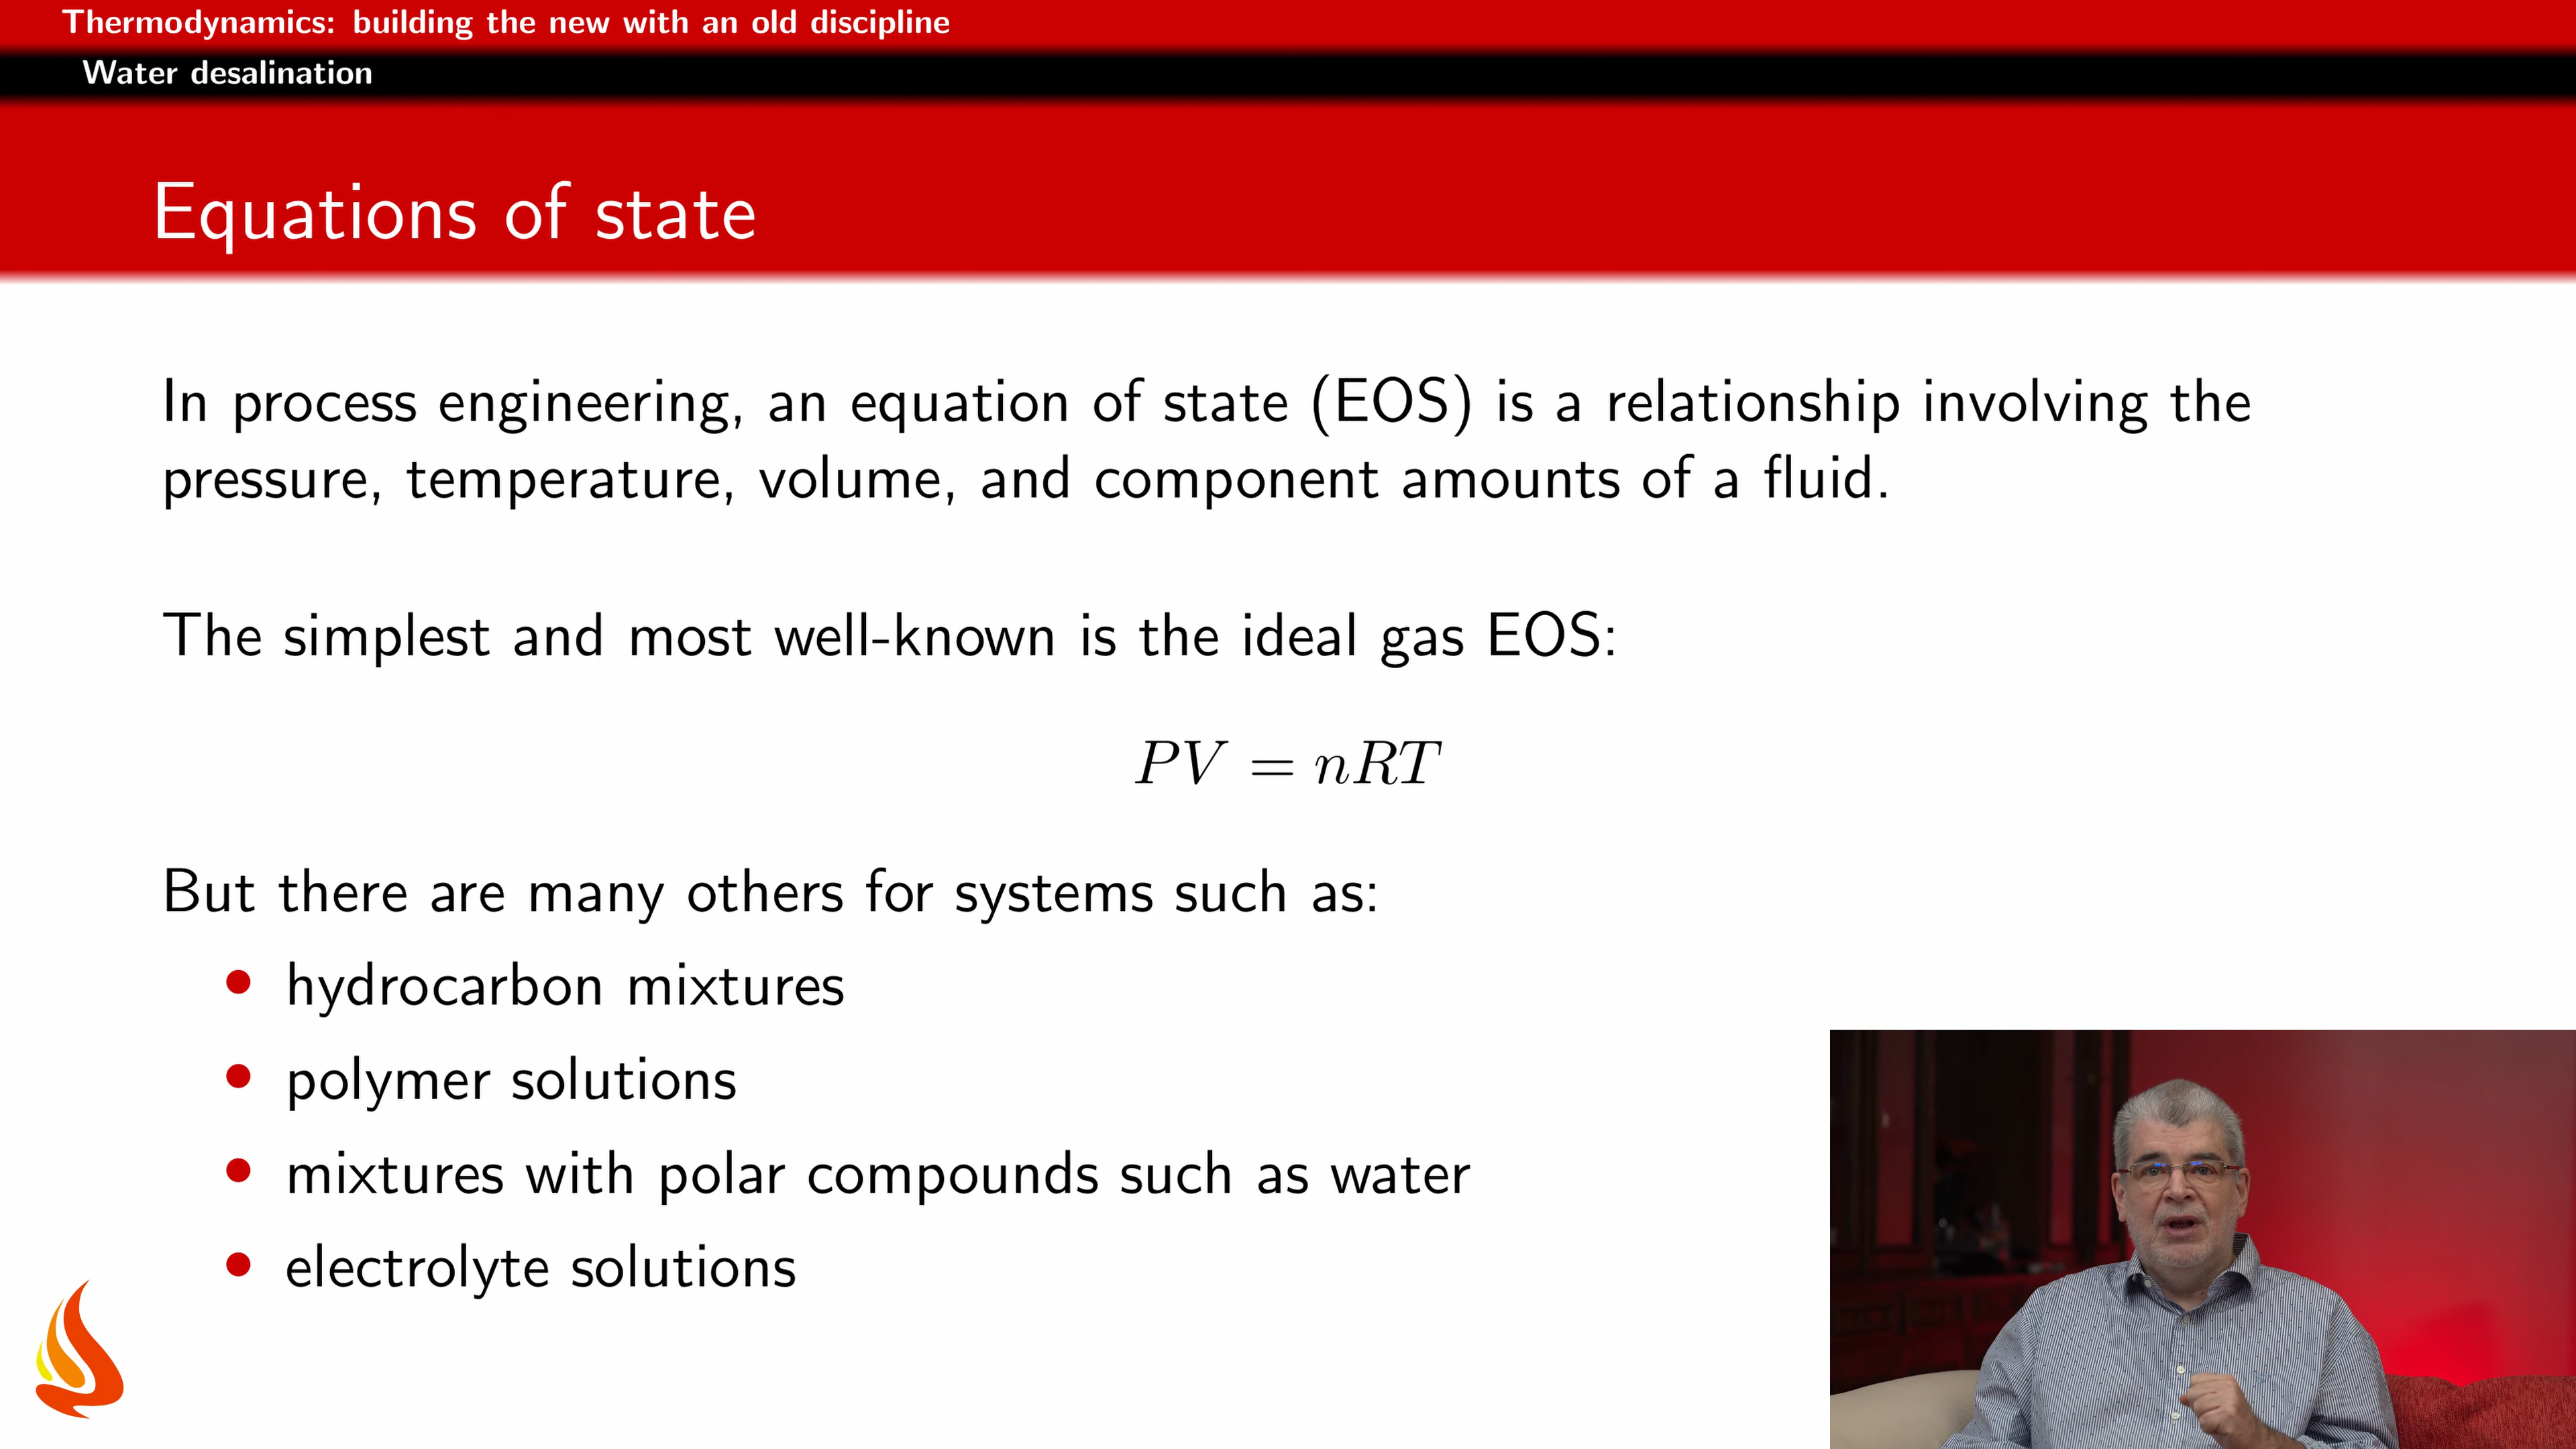 Thermodynamics: building the new with an old discipline
Water desalination
Equations of state
In process engineering, an equation of state (EOS) is a relationship involving the
pressure, temperature, volume, and component amounts of a fluid.
The simplest and most well-known is the ideal gas EOS:
PV = nRT
But there are many others for systems such as:
• hydrocarbon mixtures
• polymer solutions
• mixtures with polar compounds such as water
• electrolyte solutions